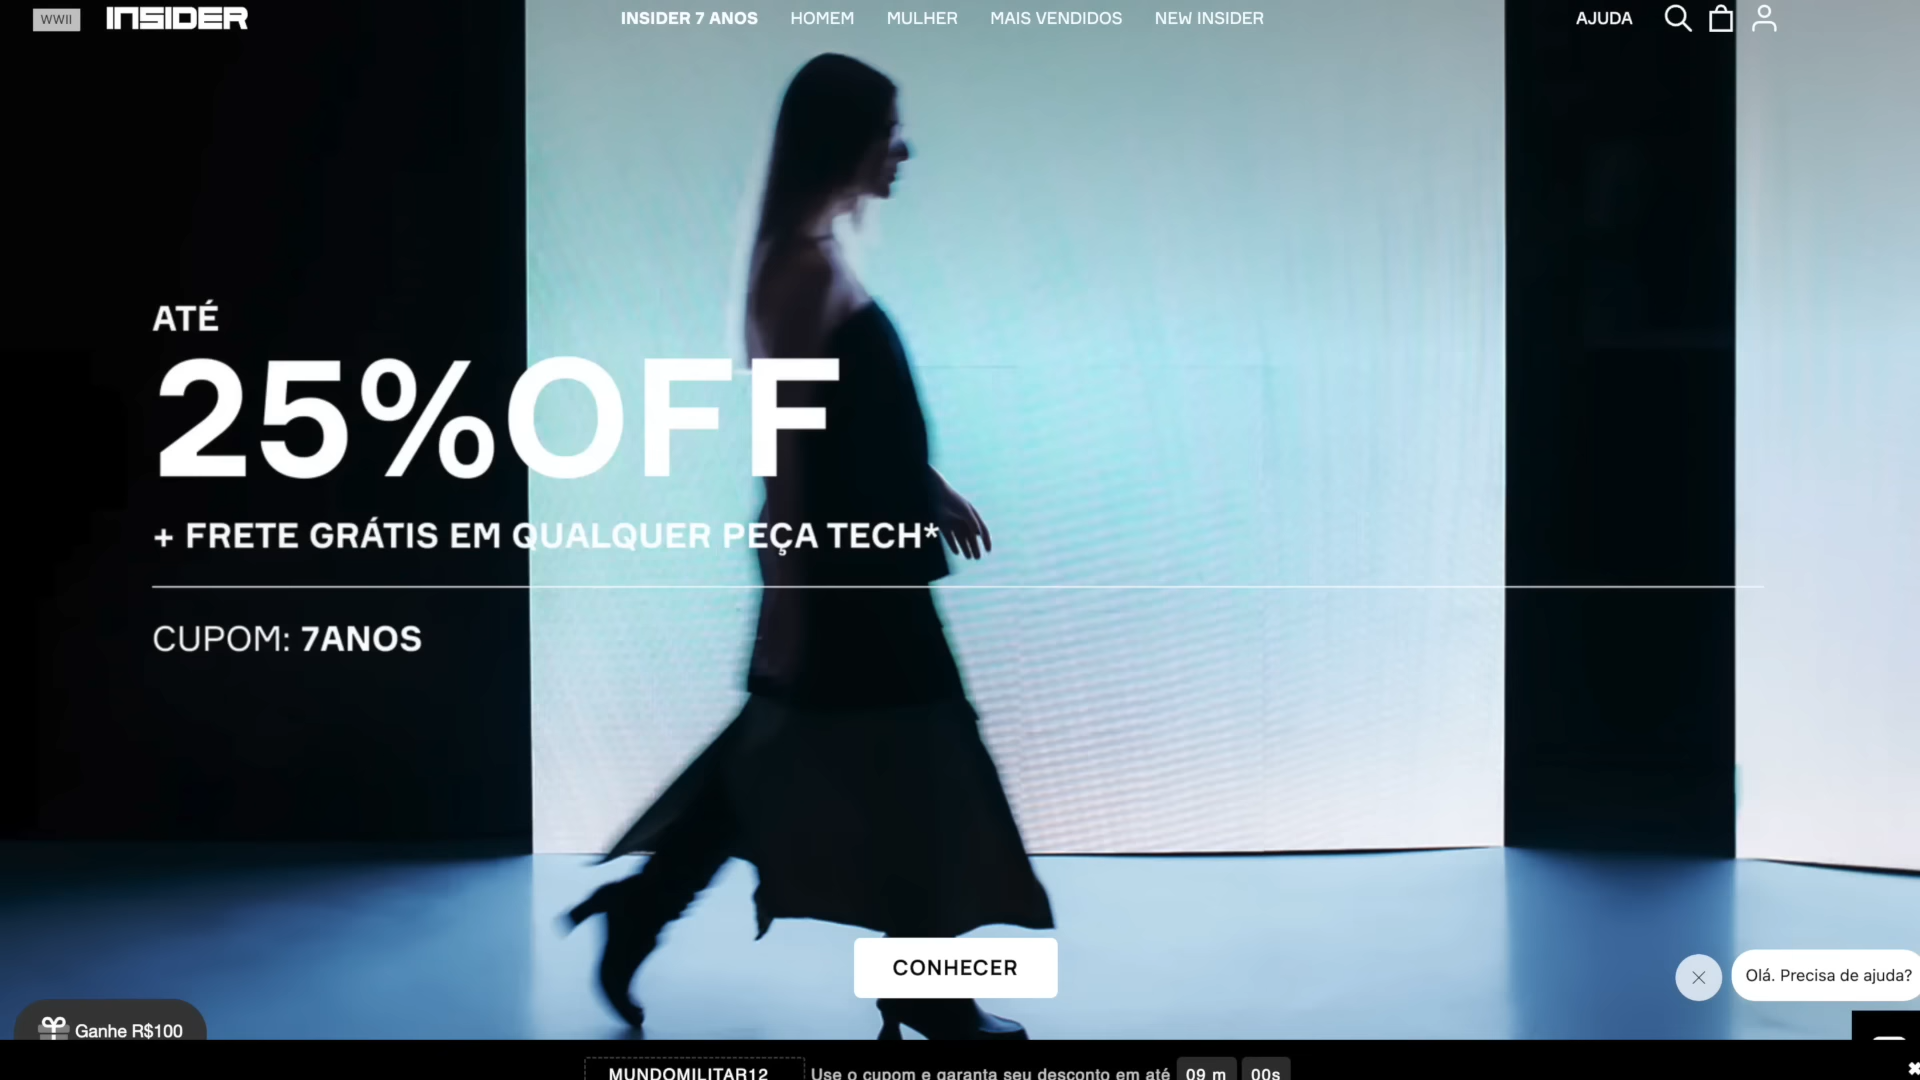 WWII
INSIDER
INSIDER 7 ANOS HOMEM MULHER MAIS VENDIDOS NEW INSIDER
AJUDA
ATÉ
25%OFF
+ FRETE GRÁTIS EM QUALQUER PEÇA TECH*
CUPOM: 7ANOS
CONHECER
Olá. Precisa de ajuda?
Ganhe R$100
MUNDOMILITAR12 Use o cupom e garanta seu desconto em até 09 m 00s